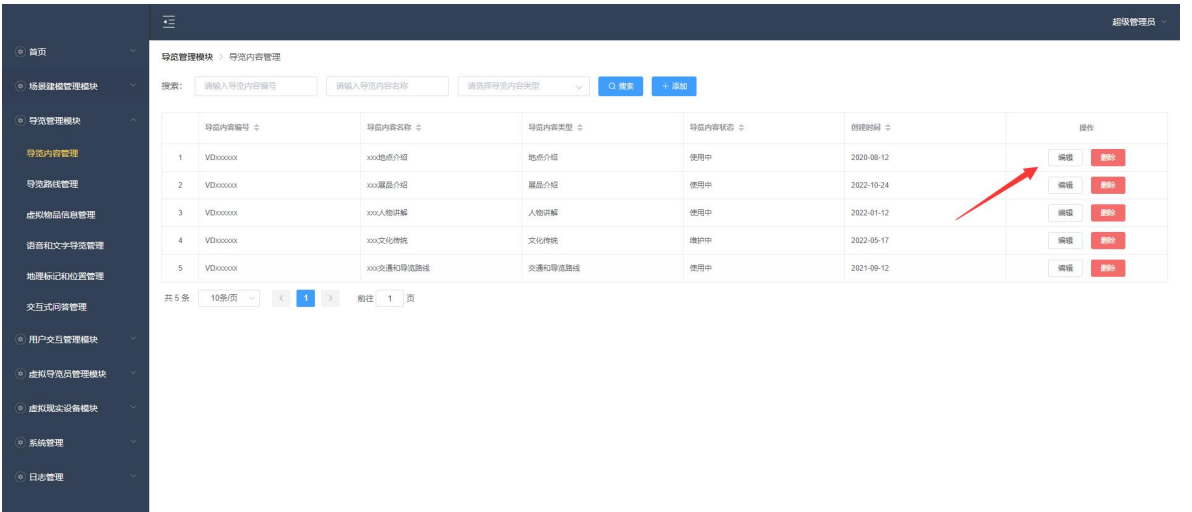 超级管理员
首页
场景建模管理模块
导览管理模块
导览内容管理
导览路线管理
虚拟物品信息管理
语音和文字导览管理
地理标记和位置管理
交互式问答管理
用户交互管理模块
虚拟导览员管理模块
虚拟现实设备模块
系统管理
日志管理
导览管理模块 > 导览内容管理
搜索: 请输入导览内容编号 请输入导览内容名称 请选择导览内容类型 搜索 + 添加
导览内容编号 导览内容名称 导览内容类型 导览内容状态 创建时间 操作
1 VDxxxxxx xxx地点介绍 地点介绍 使用中 2020-08-12 编辑 删除
2 VDxxxxxx xxx展品介绍 展品介绍 使用中 2022-10-24 编辑 删除
3 VDxxxxxx xxx人物讲解 人物讲解 使用中 2022-01-12 编辑 删除
4 VDxxxxxx xxx文化传统 文化传统 维护中 2022-05-17 编辑 删除
5 VDxxxxxx xxx交通和导览路线 交通和导览路线 使用中 2021-09-12 编辑 删除
共 5 条 10条/页 < 1 > 前往 1 页